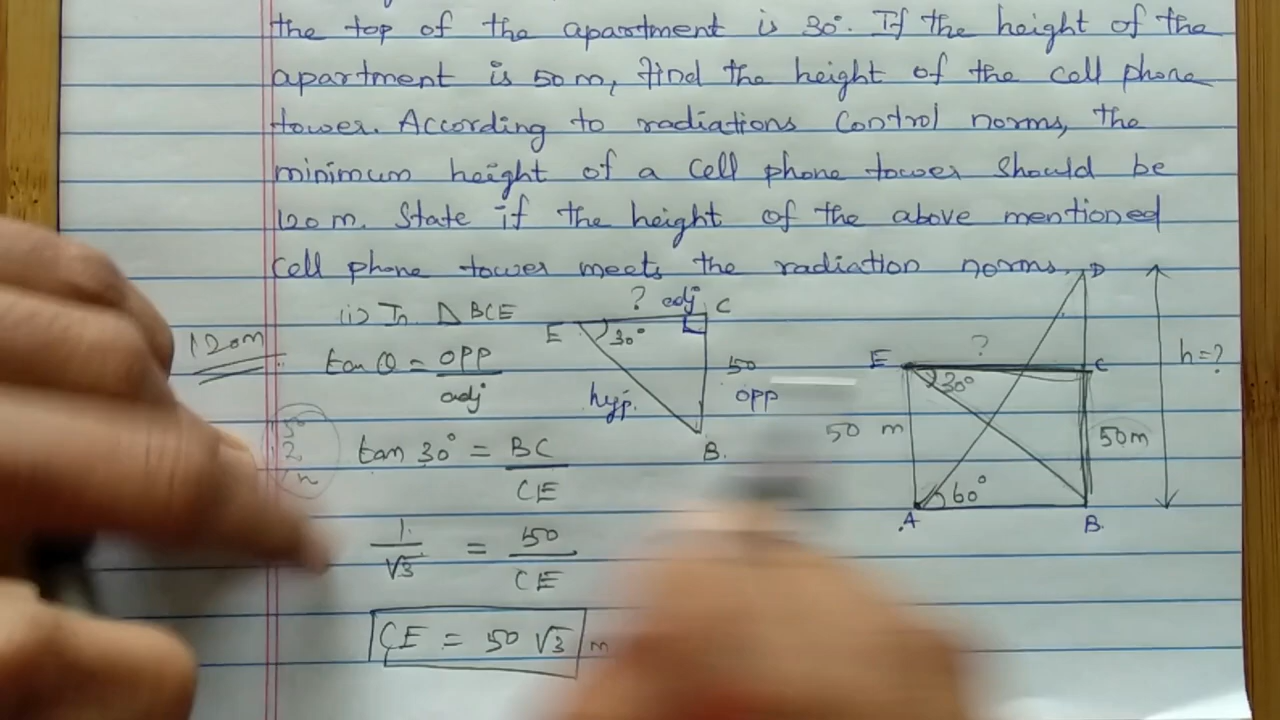 the top of the apartment is 30°. If the height of the
apartment is 50 m, find the height of the cell phone
tower. According to radiations control norms, the
minimum height of a cell phone tower should be
120 m. State if the height of the above mentioned
cell phone tower meets the radiation norms.
(i) In △ BCE
? adj C
E 30°
120m
tan θ = opp
adj
50
hyp. opp
B.
tan 30° = BC
CE
1
√3 = 50
CE
CE = 50 √3 m
D
E ? C
30°
h=?
50 m 50m
60°
A B